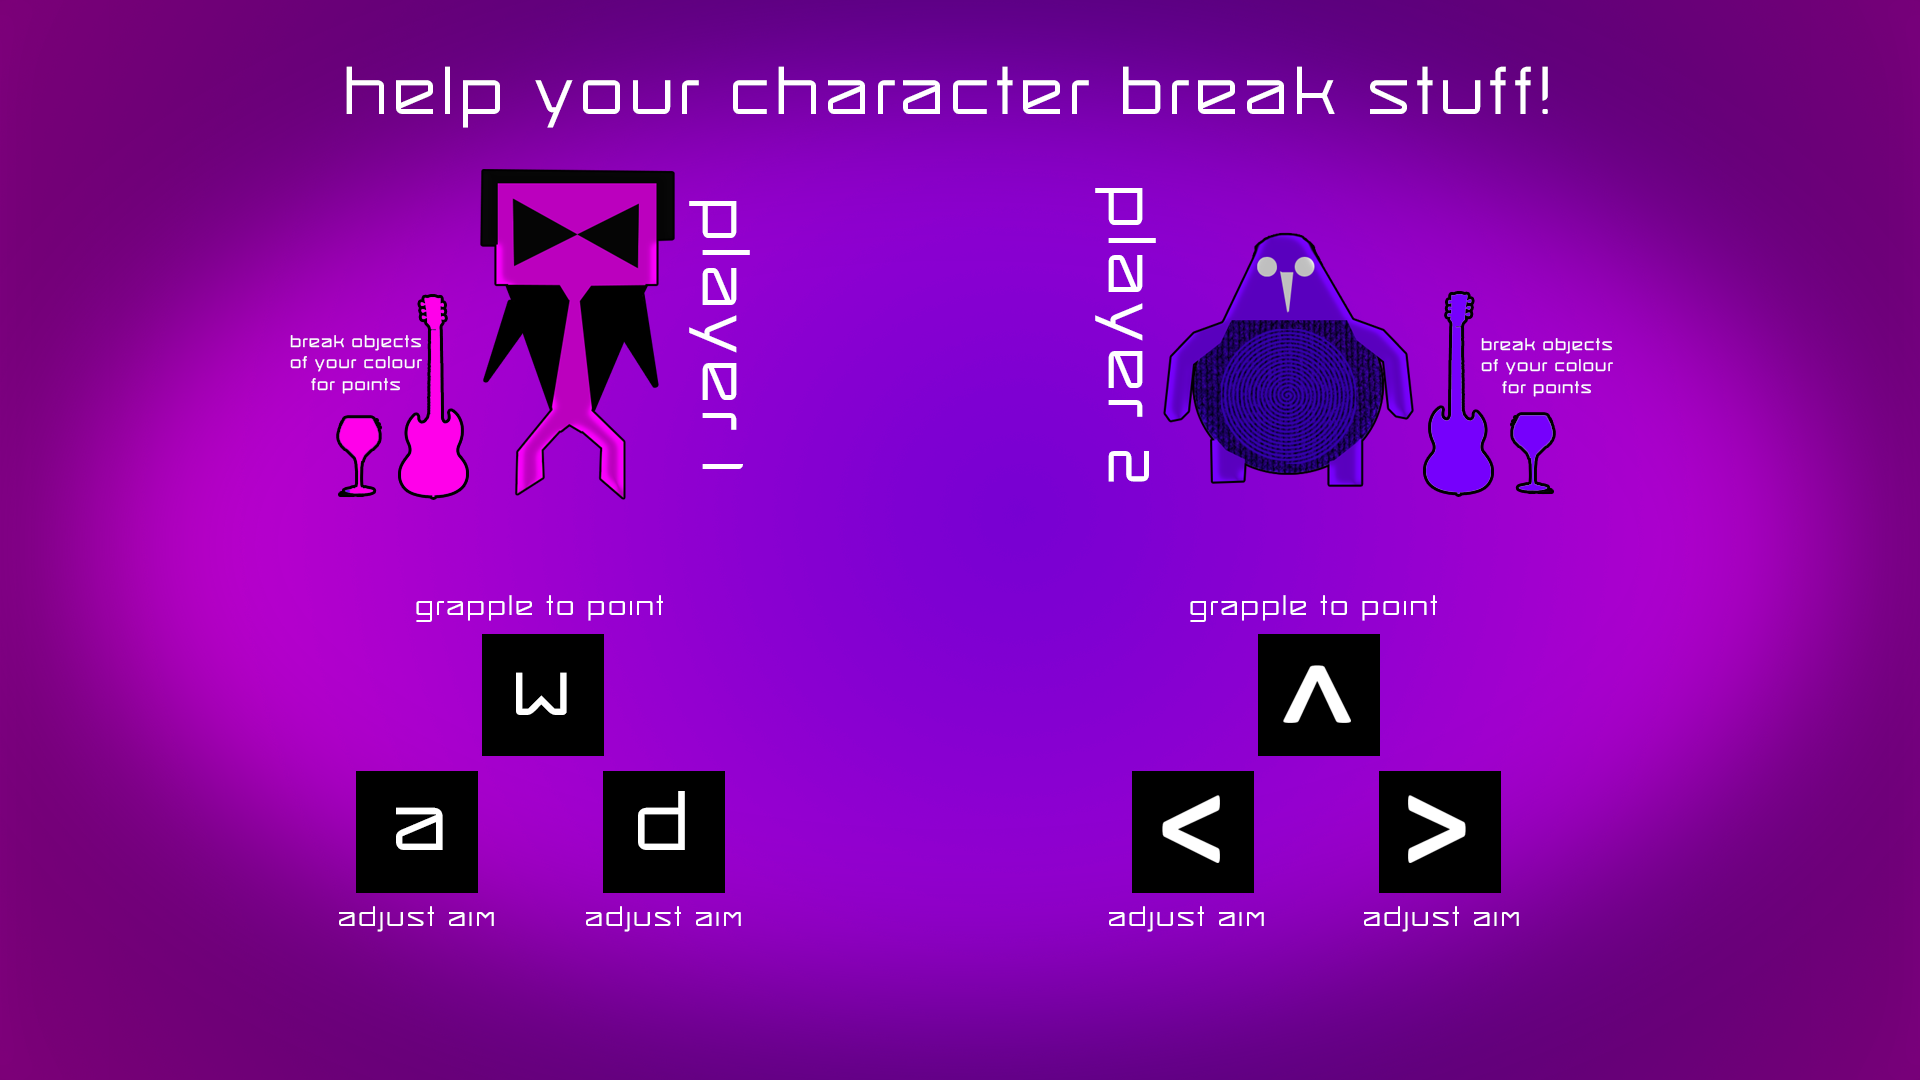 help your character break stuff!
player 1
break objects
of your colour
for points
player 2
break objects
of your colour
for points
grapple to point
w
a
d
adjust aim
adjust aim
grapple to point
^
<
>
adjust aim
adjust aim